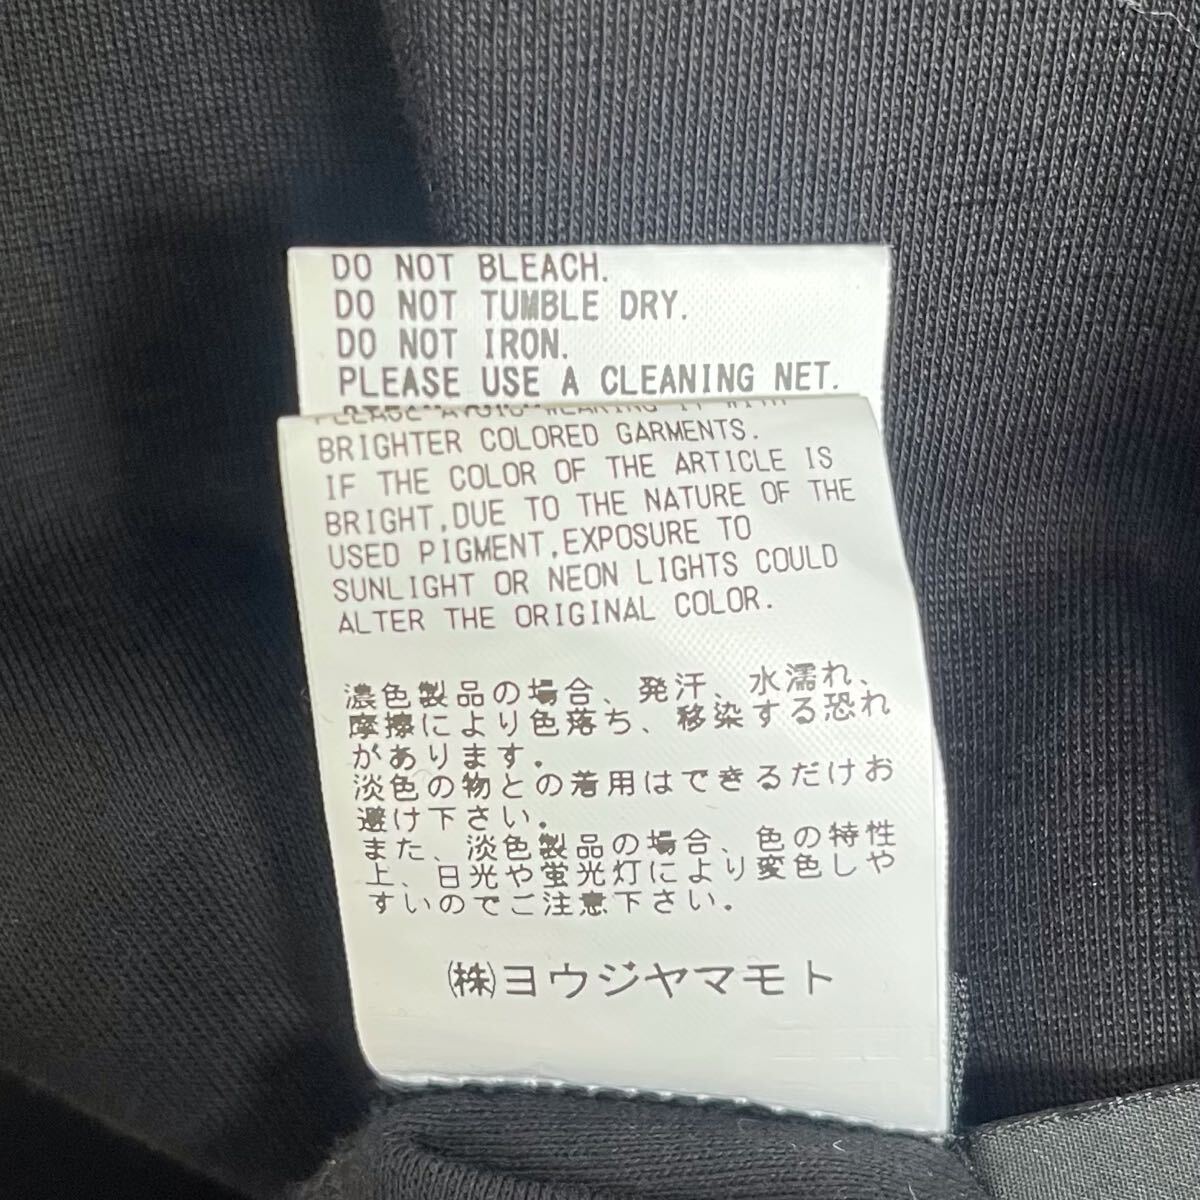 DO NOT BLEACH.
DO NOT TUMBLE DRY.
DO NOT IRON.
PLEASE USE A CLEANING NET.
PLEASE AVOID WEARING IT WITH
BRIGHTER COLORED GARMENTS.
IF THE COLOR OF THE ARTICLE IS
BRIGHT,DUE TO THE NATURE OF THE
USED PIGMENT,EXPOSURE TO
SUNLIGHT OR NEON LIGHTS COULD
ALTER THE ORIGINAL COLOR.
濃色製品の場合、発汗、水濡れ、
摩擦により色落ち、移染する恐れ
があります。
淡色の物との着用はできるだけお
避け下さい。
また、淡色製品の場合、色の特性
上、日光や蛍光灯により変色しや
すいのでご注意下さい。
㈱ヨウジヤマモト